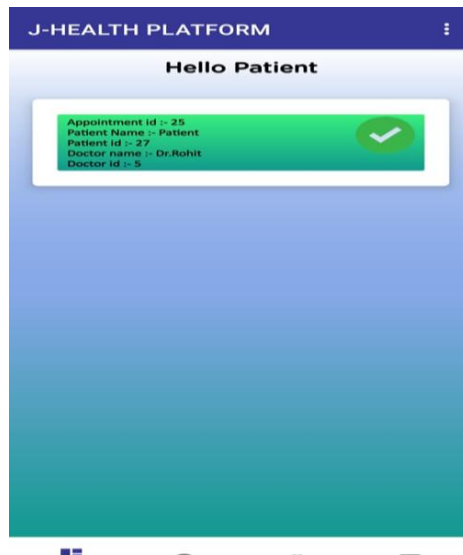 J-HEALTH PLATFORM
Hello Patient
Appointment id :- 25
Patient Name :- Patient
Patient id :- 27
Doctor name :- Dr.Rohit
Doctor id :- 5